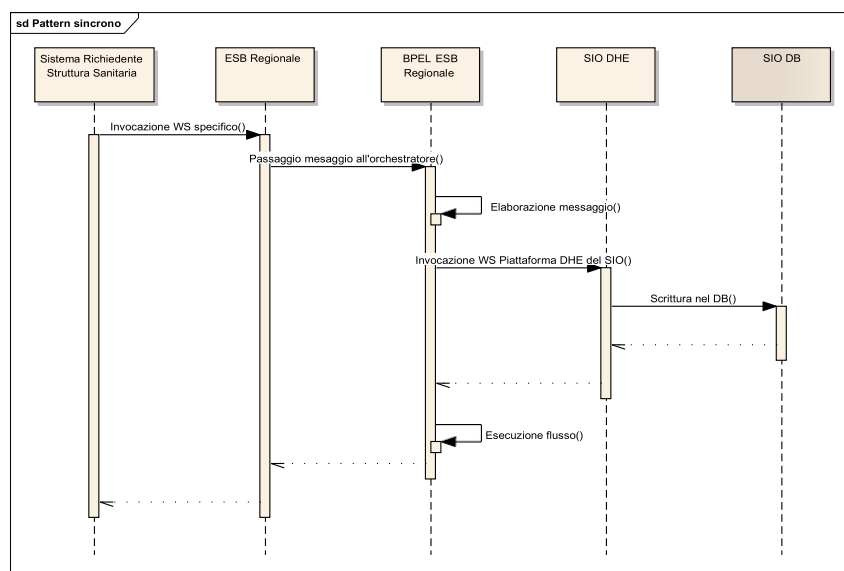 sd Pattern sincrono
Sistema Richiedente
Struttura Sanitaria
ESB Regionale
BPEL ESB
Regionale
SIO DHE
SIO DB
Invocazione WS specifico()
Passaggio mesaggio all'orchestratore()
Elaborazione messaggio()
Invocazione WS Piattaforma DHE del SIO()
Scrittura nel DB()
Esecuzione flusso()